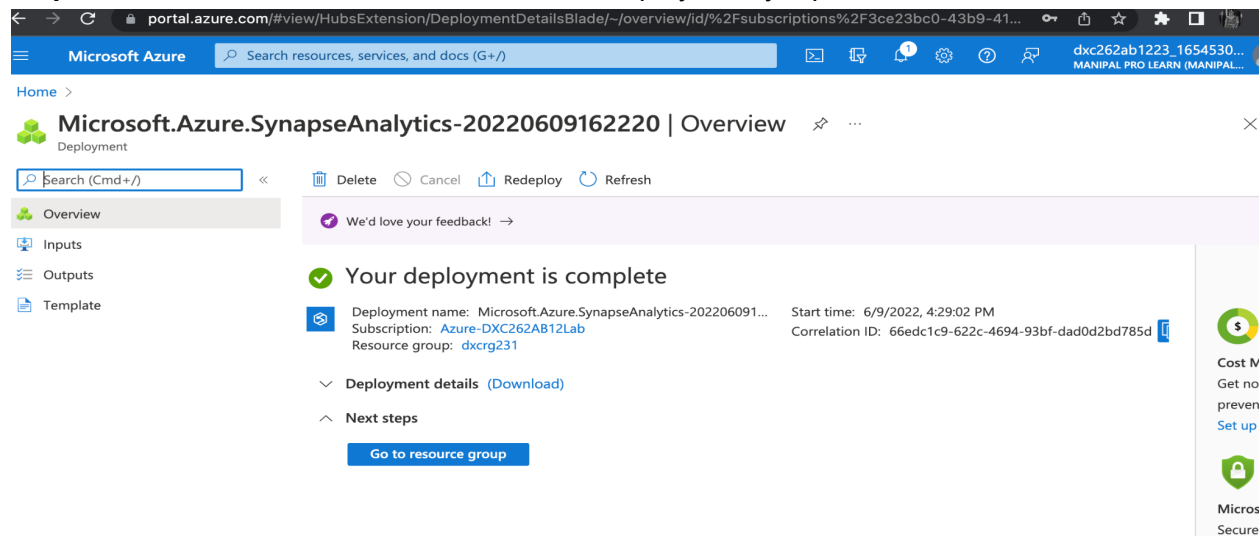 portal.azure.com/#view/HubsExtension/DeploymentDetailsBlade/~/overview/id/%2Fsubscriptions%2F3ce23bc0-43b9-41...
Microsoft Azure
Search resources, services, and docs (G+/)
1
dxc262ab1223_1654530...
MANIPAL PRO LEARN (MANIPAL...
Home >
Microsoft.Azure.SynapseAnalytics-20220609162220 | Overview
Deployment
Search (Cmd+/)
Delete Cancel Redeploy Refresh
Overview
Inputs
Outputs
Template
We'd love your feedback! →
Your deployment is complete
Deployment name: Microsoft.Azure.SynapseAnalytics-202206091...
Subscription: Azure-DXC262AB12Lab
Resource group: dxcrg231
Start time: 6/9/2022, 4:29:02 PM
Correlation ID: 66edc1c9-622c-4694-93bf-dad0d2bd785d
Deployment details (Download)
Next steps
Go to resource group
$
Cost M
Get no
preven
Set up
Micros
Secure